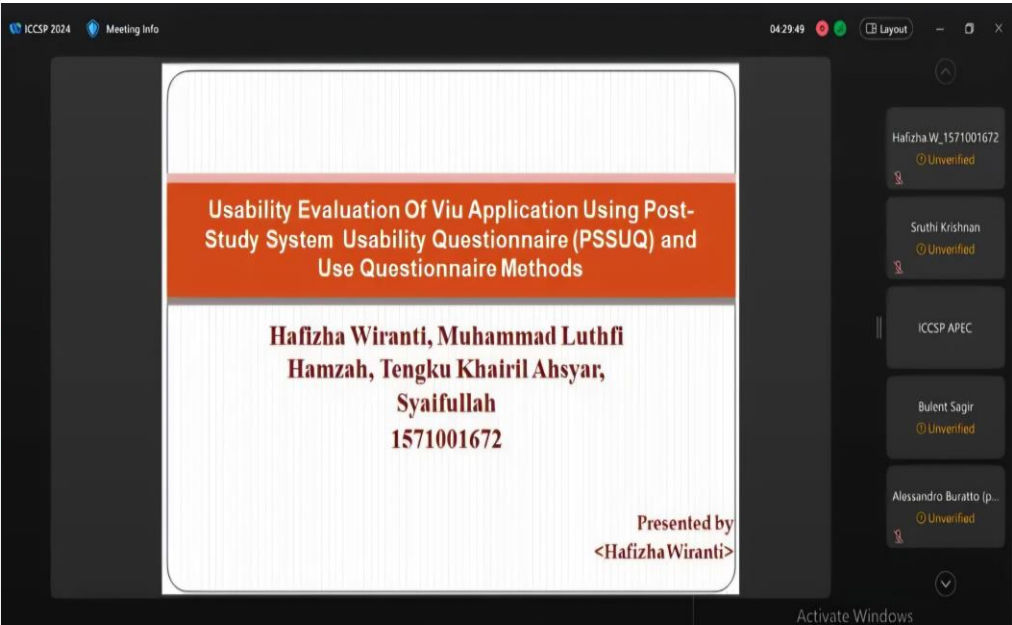 ICCSP 2024 Meeting Info 04:29:49 Layout
Usability Evaluation Of Viu Application Using Post-
Study System Usability Questionnaire (PSSUQ) and
Use Questionnaire Methods
Hafizha Wiranti, Muhammad Luthfi
Hamzah, Tengku Khairil Ahsyar,
Syaifullah
1571001672
Presented by
<Hafizha Wiranti>
Hafizha W_1571001672
Unverified
Sruthi Krishnan
Unverified
ICCSP APEC
Bulent Sagir
Unverified
Alessandro Buratto (p...
Unverified
Activate Windows